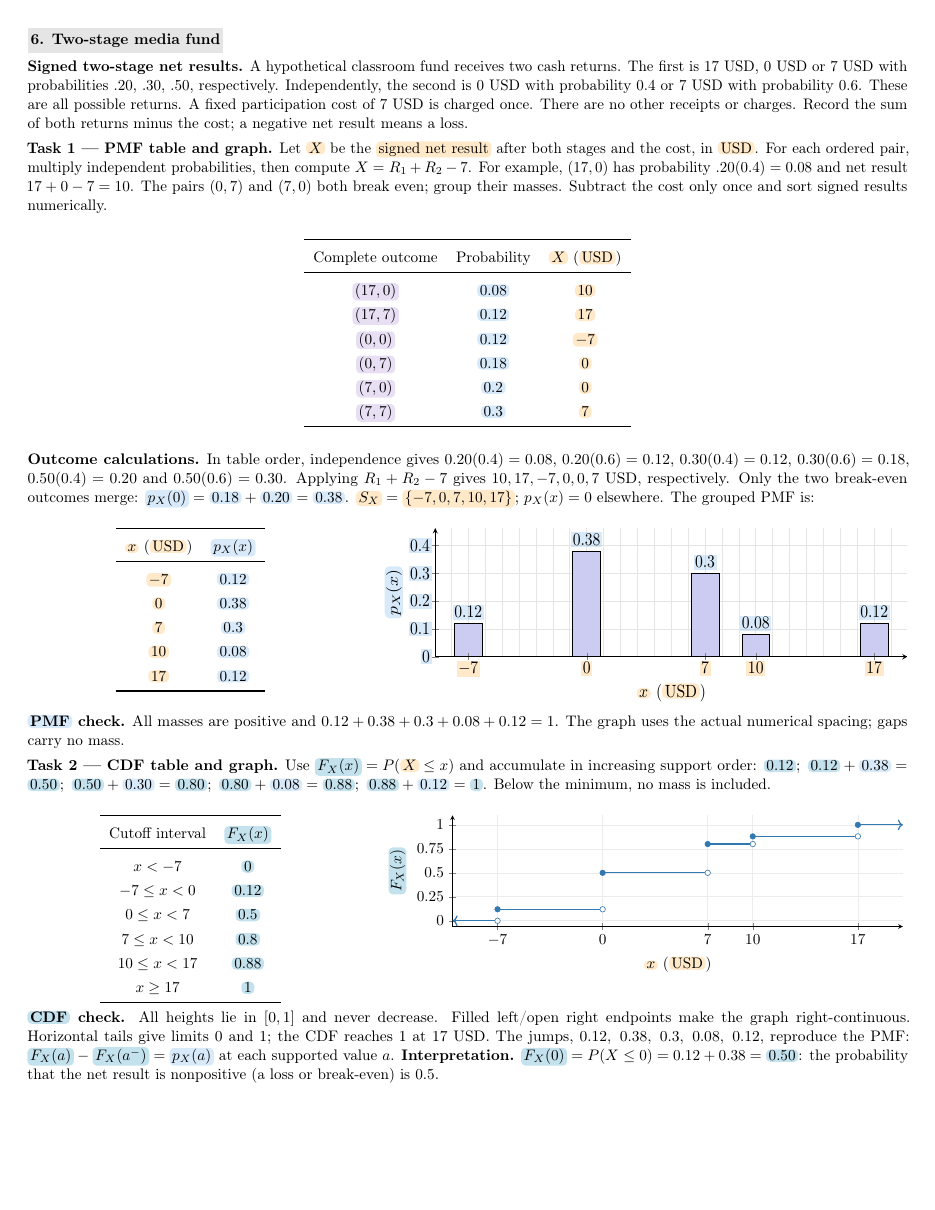 6. Two-stage media fund
Signed two-stage net results. A hypothetical classroom fund receives two cash returns. The first is 17 USD, 0 USD or 7 USD with
probabilities .20, .30, .50, respectively. Independently, the second is 0 USD with probability 0.4 or 7 USD with probability 0.6. These
are all possible returns. A fixed participation cost of 7 USD is charged once. There are no other receipts or charges. Record the sum
of both returns minus the cost; a negative net result means a loss.
Task 1 — PMF table and graph. Let X be the signed net result after both stages and the cost, in USD. For each ordered pair,
multiply independent probabilities, then compute X = R₁ + R₂ − 7. For example, (17, 0) has probability .20(0.4) = 0.08 and net result
17 + 0 − 7 = 10. The pairs (0, 7) and (7, 0) both break even; group their masses. Subtract the cost only once and sort signed results
numerically.
Complete outcome Probability X (USD)
(17, 0) 0.08 10
(17, 7) 0.12 17
(0, 0) 0.12 −7
(0, 7) 0.18 0
(7, 0) 0.2 0
(7, 7) 0.3 7
Outcome calculations. In table order, independence gives 0.20(0.4) = 0.08, 0.20(0.6) = 0.12, 0.30(0.4) = 0.12, 0.30(0.6) = 0.18,
0.50(0.4) = 0.20 and 0.50(0.6) = 0.30. Applying R₁ + R₂ − 7 gives 10, 17, −7, 0, 0, 7 USD, respectively. Only the two break-even
outcomes merge: p_X(0) = 0.18 + 0.20 = 0.38. S_X = {−7, 0, 7, 10, 17}; p_X(x) = 0 elsewhere. The grouped PMF is:
x (USD) p_X(x)
−7 0.12
0 0.38
7 0.3
10 0.08
17 0.12
p_X(x)
0.4
0.3
0.2
0.1
0
0.12 0.38 0.3 0.08 0.12
−7 0 7 10 17
x (USD)
PMF check. All masses are positive and 0.12 + 0.38 + 0.3 + 0.08 + 0.12 = 1. The graph uses the actual numerical spacing; gaps
carry no mass.
Task 2 — CDF table and graph. Use F_X(x) = P(X ≤ x) and accumulate in increasing support order: 0.12; 0.12 + 0.38 =
0.50; 0.50 + 0.30 = 0.80; 0.80 + 0.08 = 0.88; 0.88 + 0.12 = 1. Below the minimum, no mass is included.
Cutoff interval F_X(x)
x < −7 0
−7 ≤ x < 0 0.12
0 ≤ x < 7 0.5
7 ≤ x < 10 0.8
10 ≤ x < 17 0.88
x ≥ 17 1
F_X(x)
1
0.75
0.5
0.25
0
−7 0 7 10 17
x (USD)
CDF check. All heights lie in [0, 1] and never decrease. Filled left/open right endpoints make the graph right-continuous.
Horizontal tails give limits 0 and 1; the CDF reaches 1 at 17 USD. The jumps, 0.12, 0.38, 0.3, 0.08, 0.12, reproduce the PMF:
F_X(a) − F_X(a⁻) = p_X(a) at each supported value a. Interpretation. F_X(0) = P(X ≤ 0) = 0.12 + 0.38 = 0.50: the probability
that the net result is nonpositive (a loss or break-even) is 0.5.